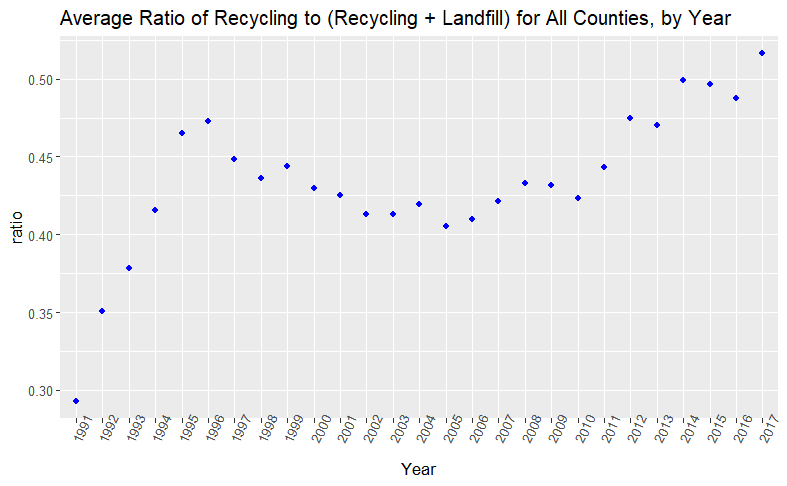 Average Ratio of Recycling to (Recycling + Landfill) for All Counties, by Year
0.50
0.45
0.40
0.35
0.30
ratio
1991 1992 1993 1994 1995 1996 1997 1998 1999 2000 2001 2002 2003 2004 2005 2006 2007 2008 2009 2010 2011 2012 2013 2014 2015 2016 2017
Year